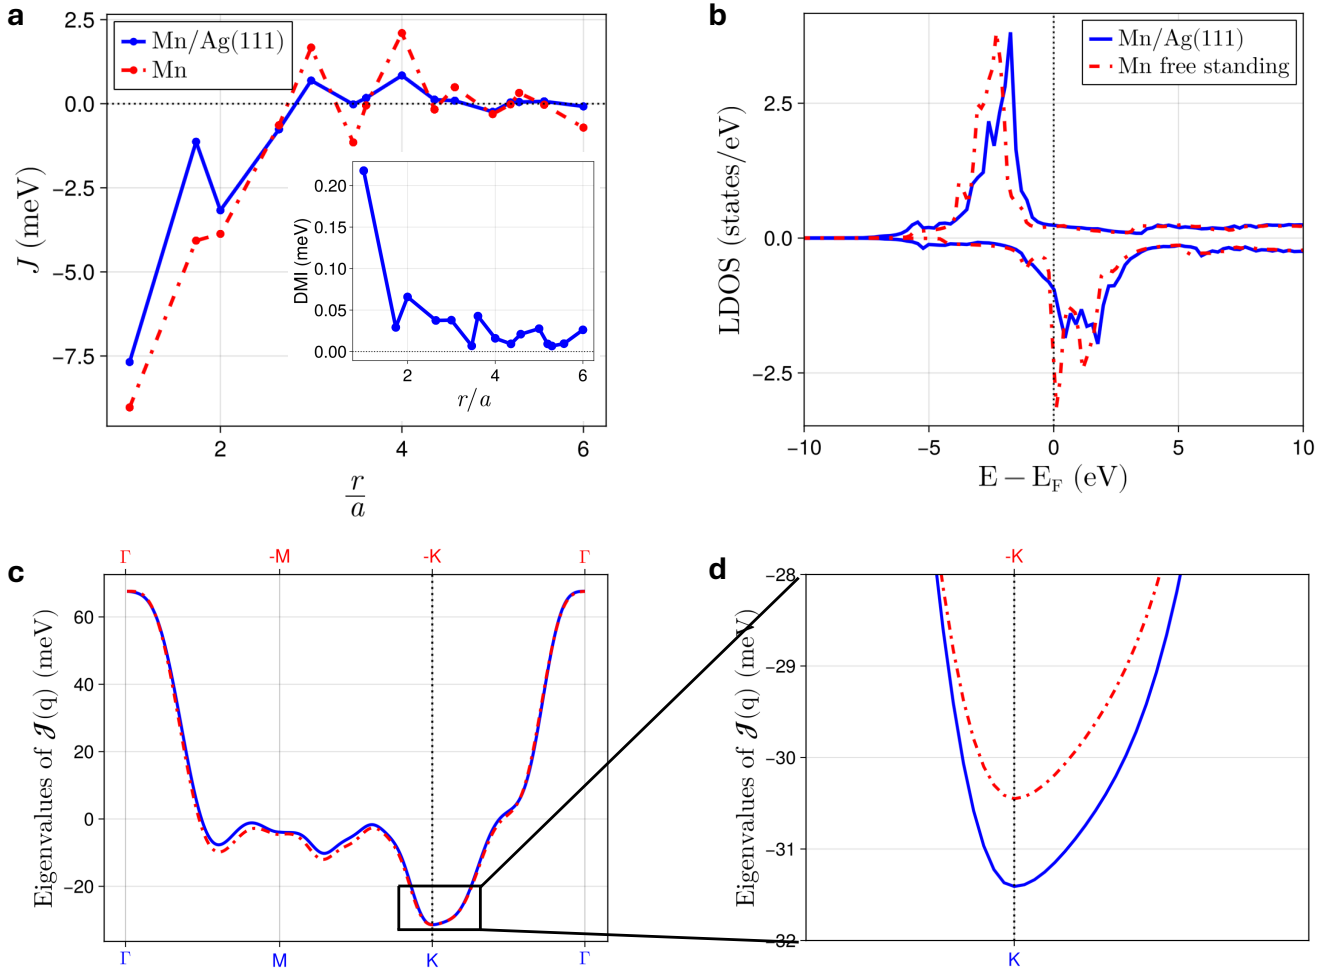 a
2.5
0.0
−2.5
−5.0
−7.5
J (meV)
Mn/Ag(111)
Mn
2
4
6
r
a
0.20
0.15
0.10
0.05
0.00
DMI (meV)
2
4
6
r/a
b
2.5
0.0
−2.5
LDOS (states/eV)
Mn/Ag(111)
Mn free standing
−10
−5
0
5
10
E − E_F (eV)
c
Γ
-M
-K
Γ
60
40
20
0
−20
Eigenvalues of 𝒥(q) (meV)
Γ
M
K
Γ
d
-K
−28
−29
−30
−31
−32
Eigenvalues of 𝒥(q) (meV)
K